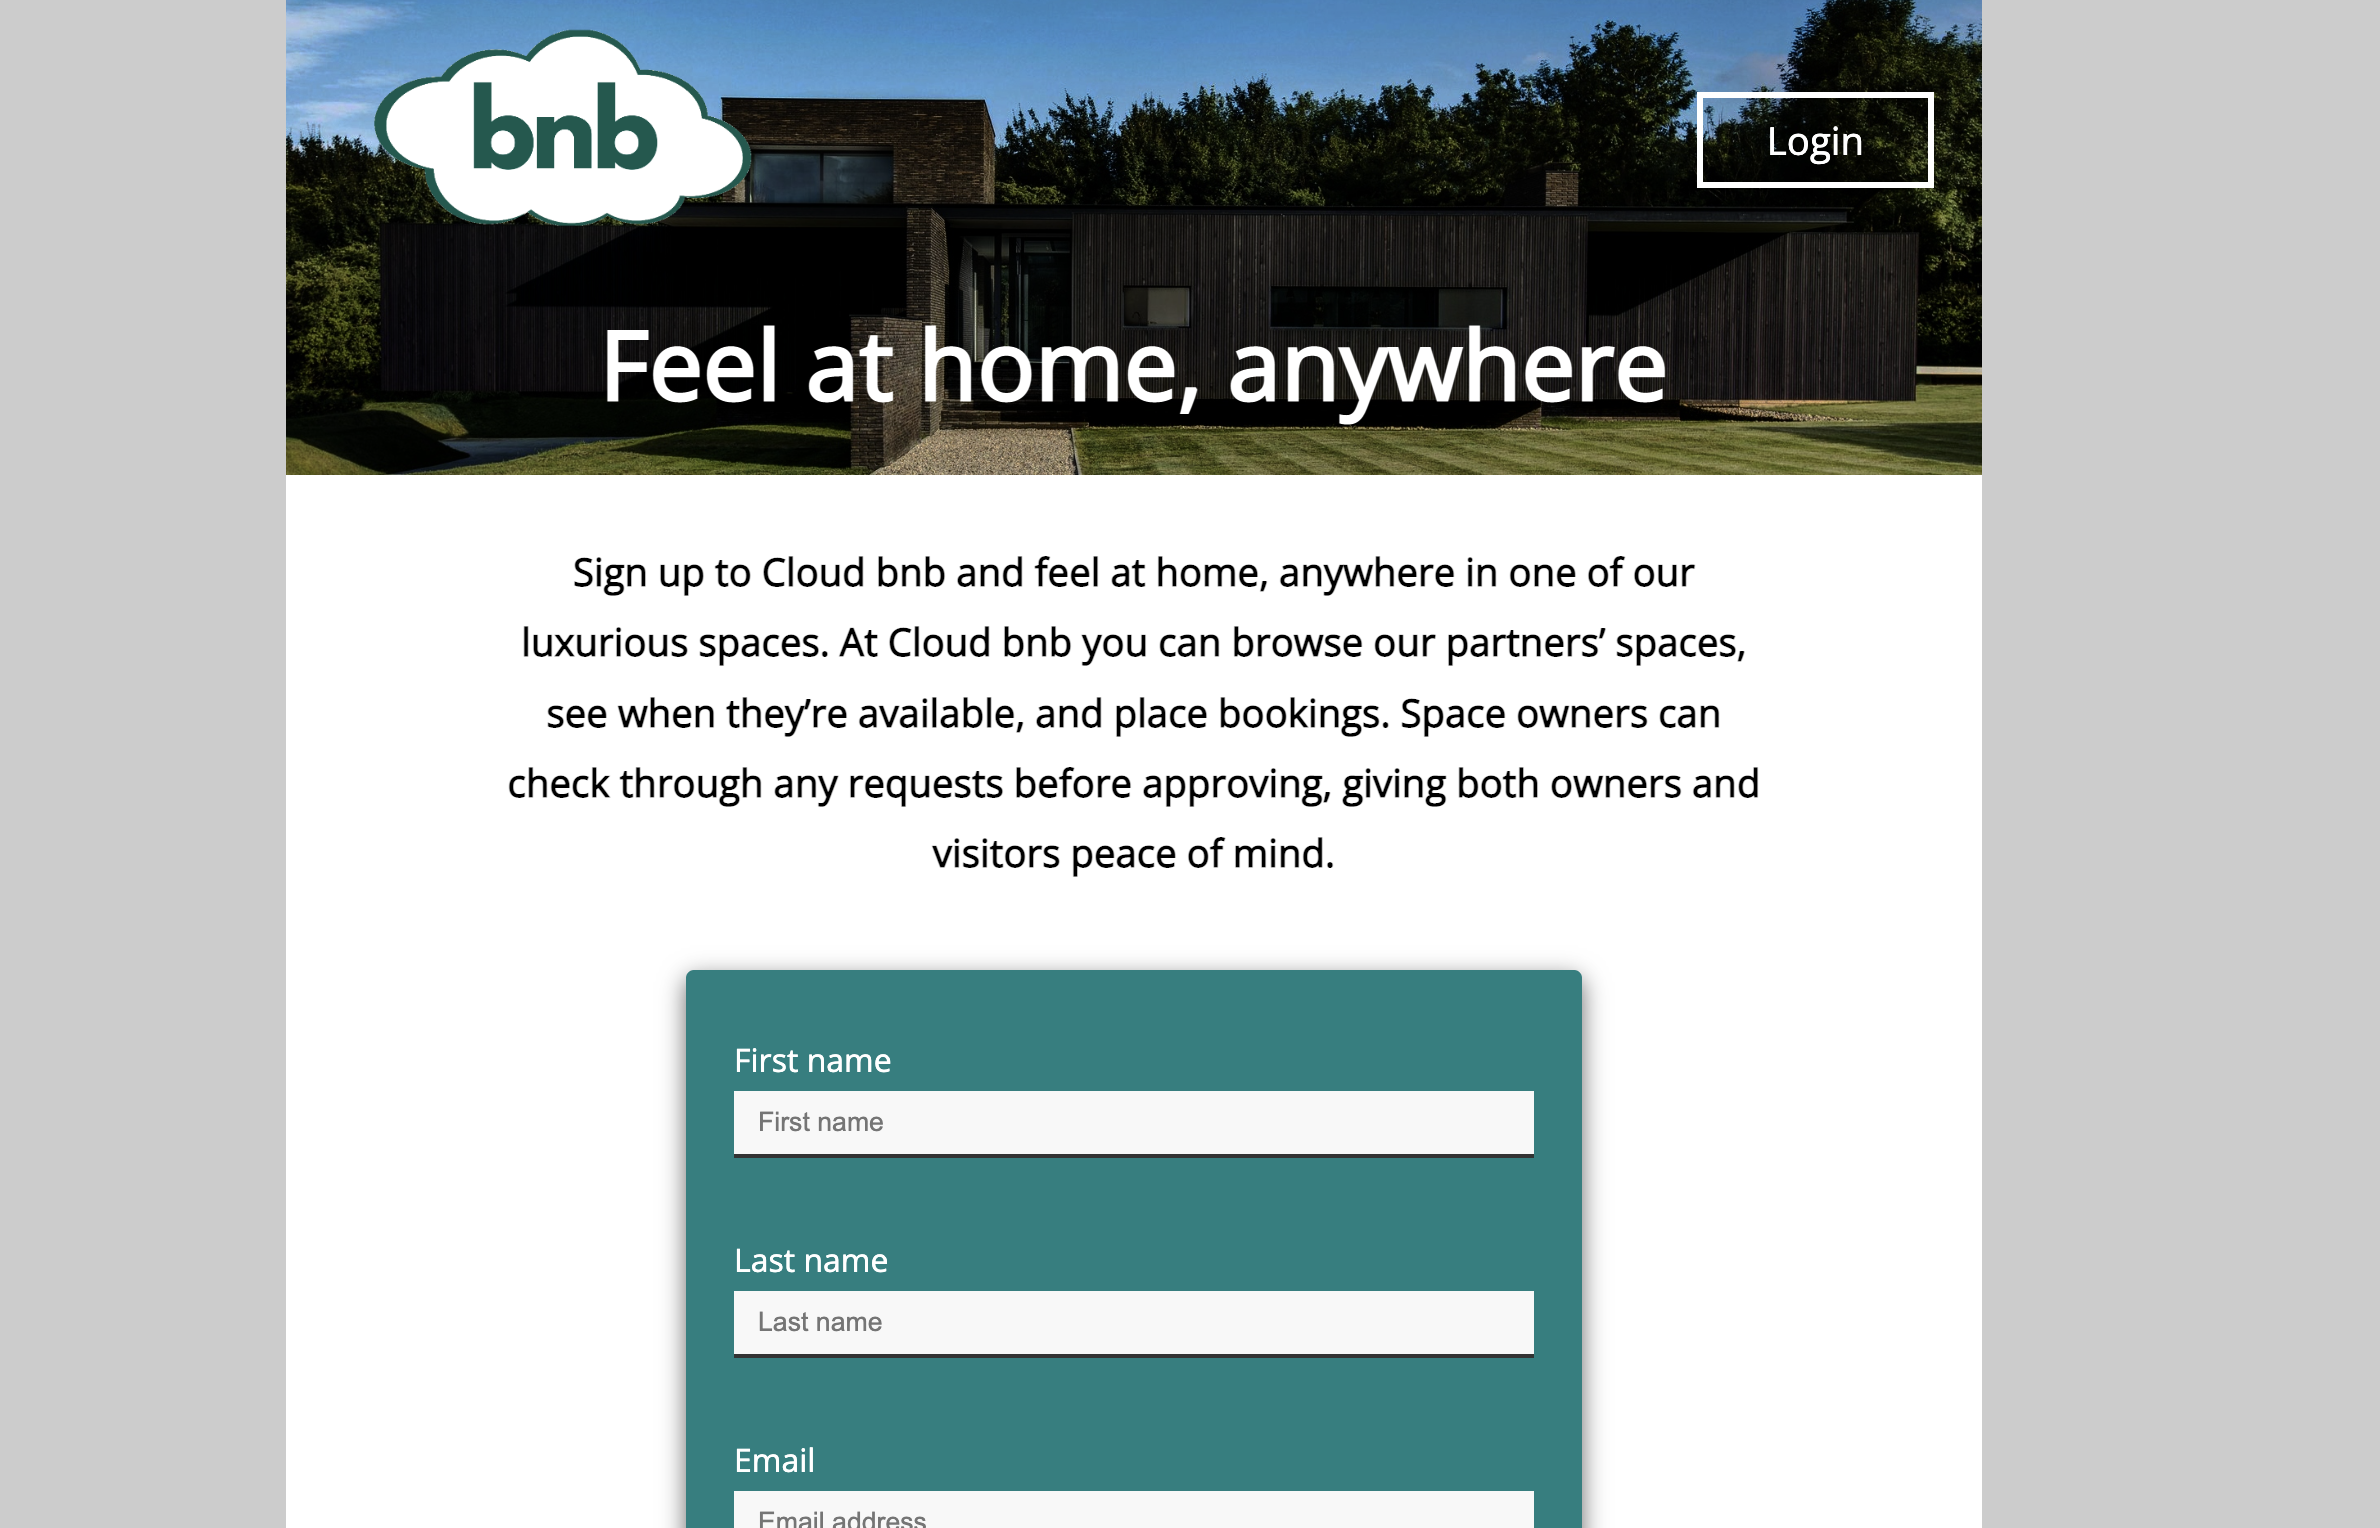 bnb
Login
Feel at home, anywhere
Sign up to Cloud bnb and feel at home, anywhere in one of our
luxurious spaces. At Cloud bnb you can browse our partners’ spaces,
see when they’re available, and place bookings. Space owners can
check through any requests before approving, giving both owners and
visitors peace of mind.
First name
First name
Last name
Last name
Email
Email address